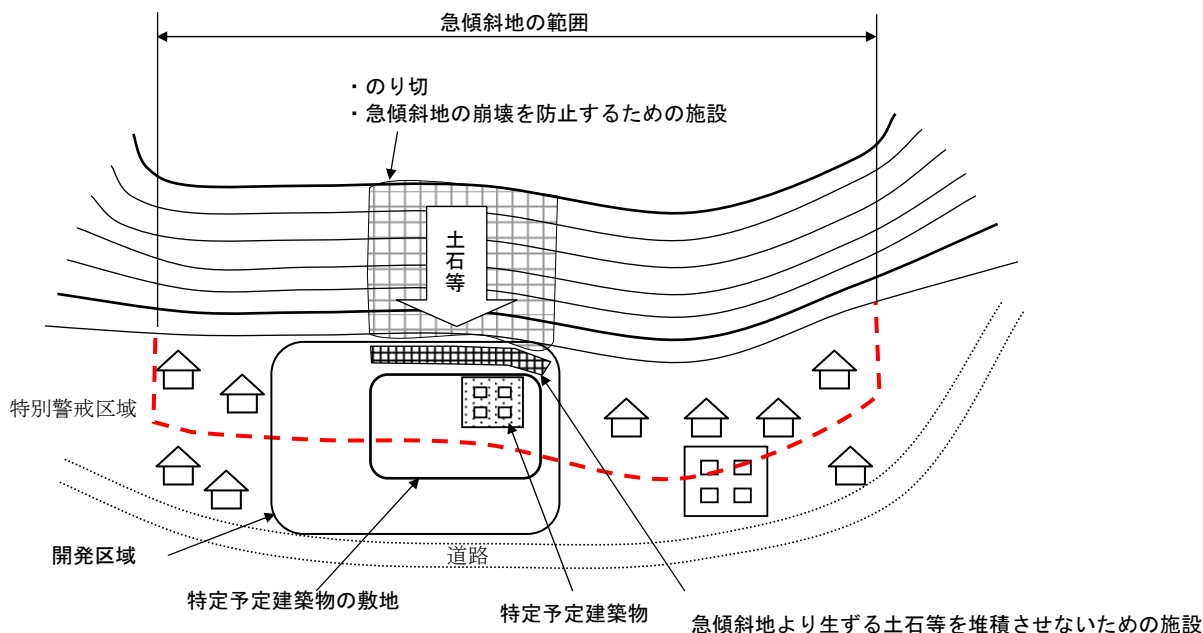 急傾斜地の範囲
・のり切
・急傾斜地の崩壊を防止するための施設
土石等
特別警戒区域
開発区域
道路
特定予定建築物の敷地
特定予定建築物
急傾斜地より生ずる土石等を堆積させないための施設